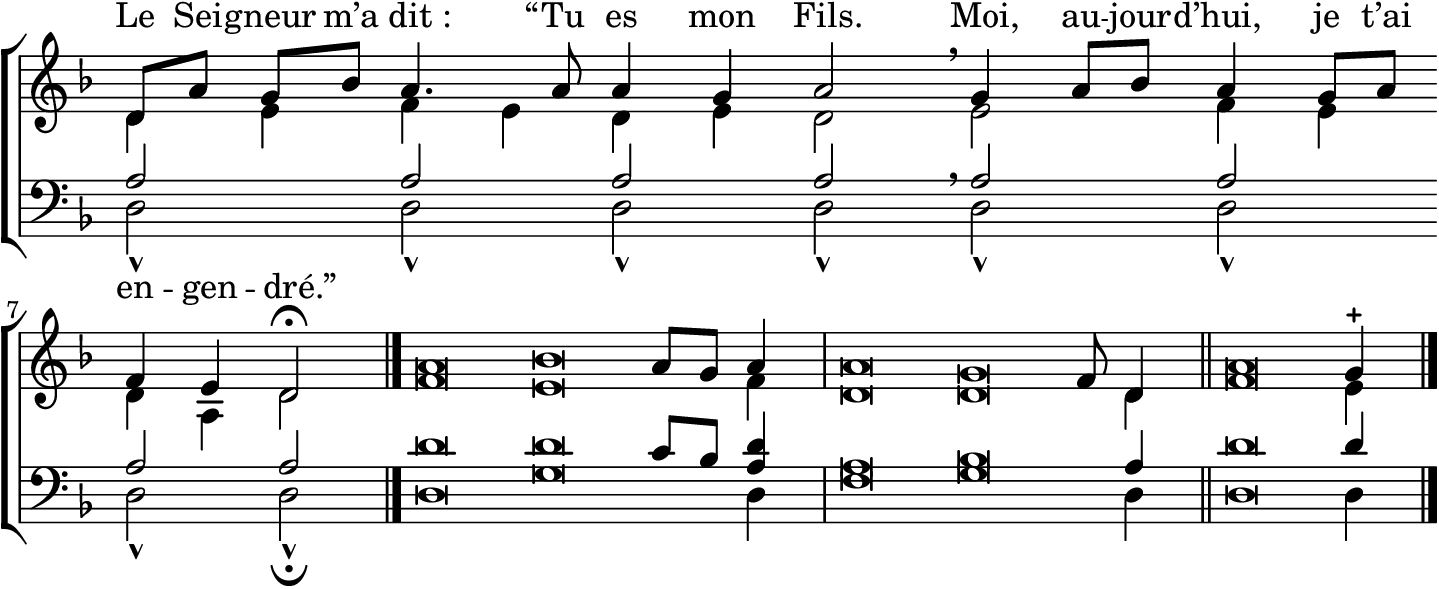 Le Seigneur m’a dit : “Tu es mon Fils. Moi, au - jourd’hui, je t’ai
7
en - gen - dré.”